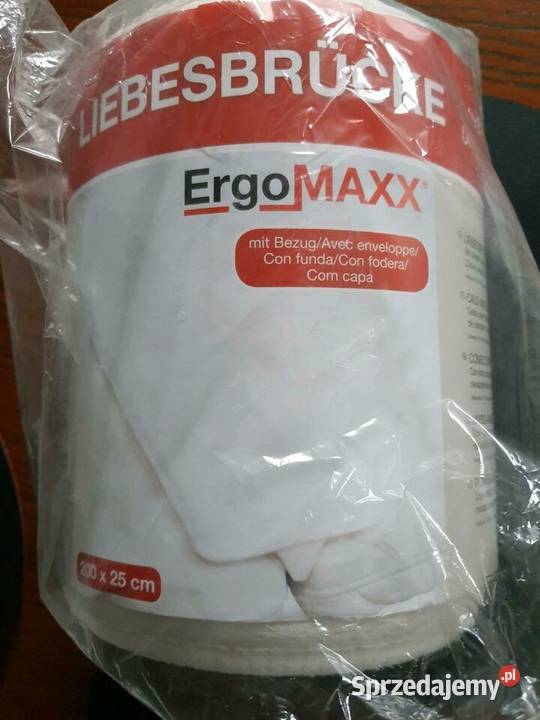 LIEBESBRÜCKE
ErgoMAXX®
mit Bezug/Avec enveloppe/
Con funda/Con fodera/
Com capa
200 x 25 cm
Sprzedajemy.pl